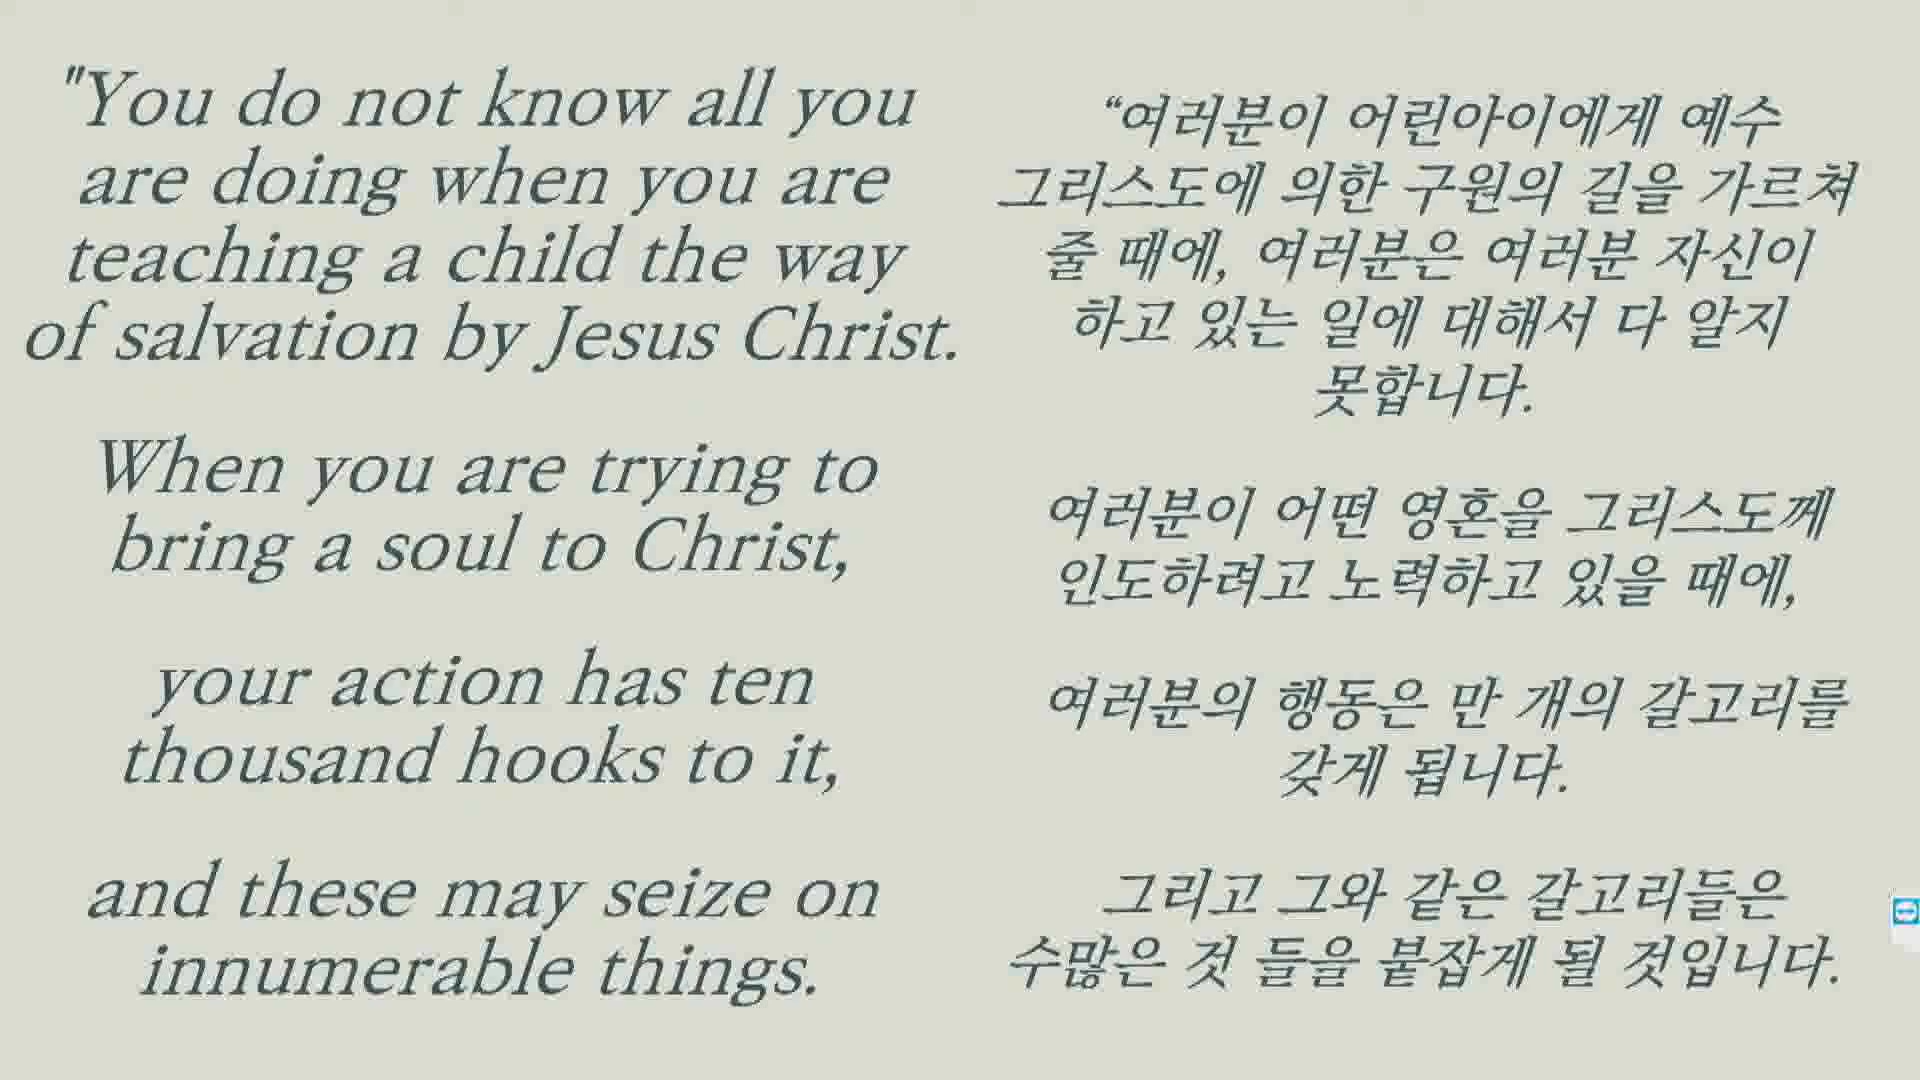 "You do not know all you
are doing when you are
teaching a child the way
of salvation by Jesus Christ.
When you are trying to
bring a soul to Christ,
your action has ten
thousand hooks to it,
and these may seize on
innumerable things.
“여러분이 어린아이에게 예수
그리스도에 의한 구원의 길을 가르쳐
줄 때에, 여러분은 여러분 자신이
하고 있는 일에 대해서 다 알지
못합니다.
여러분이 어떤 영혼을 그리스도께
인도하려고 노력하고 있을 때에,
여러분의 행동은 만 개의 갈고리를
갖게 됩니다.
그리고 그와 같은 갈고리들은
수많은 것 들을 붙잡게 될 것입니다.